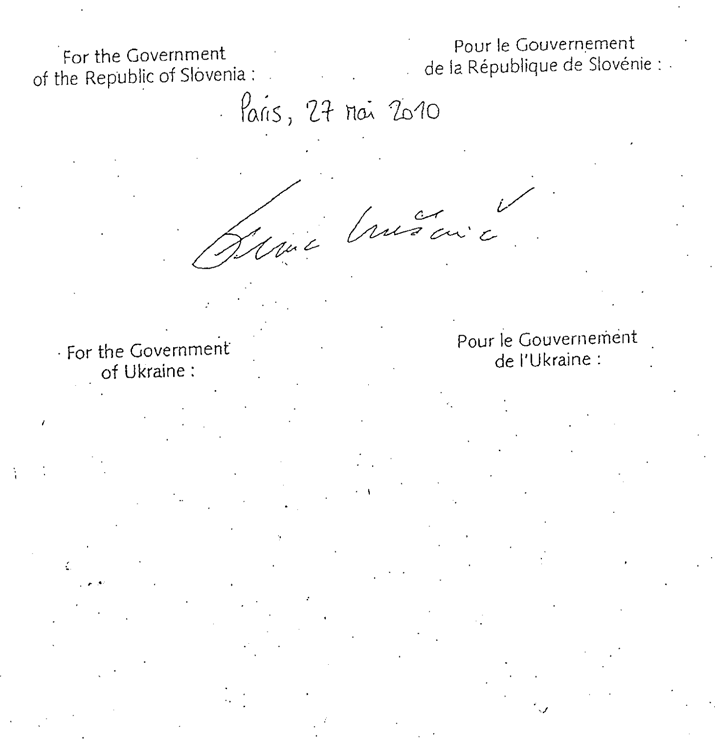 For the Government
of the Republic of Slovenia :
Pour le Gouvernement
de la République de Slovénie :
Paris, 27 mai 2010
For the Government
of Ukraine :
Pour le Gouvernement
de l'Ukraine :